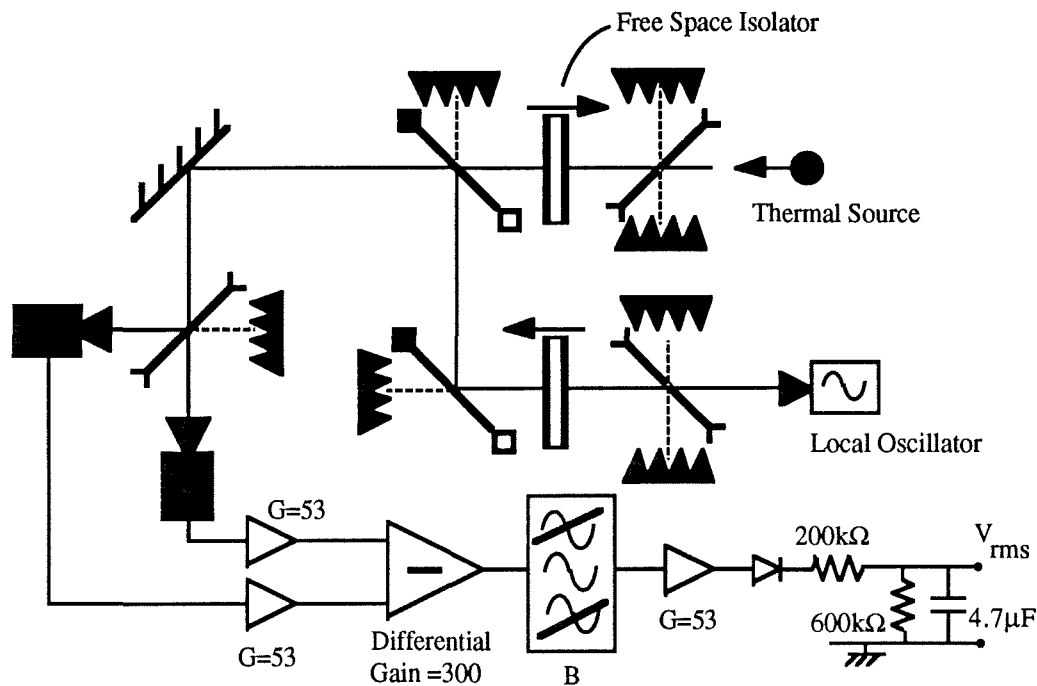 Free Space Isolator
Thermal Source
Local Oscillator
G=53
200kΩ
V
rms
600kΩ
4.7μF
G=53
G=53
Differential
Gain =300
B